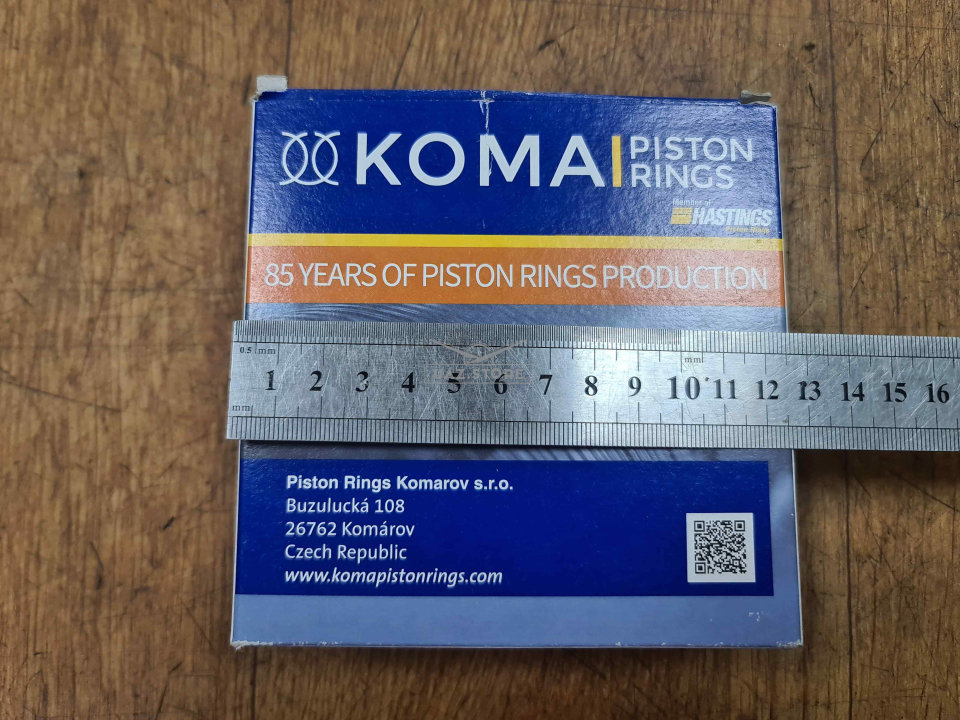 KOMA
PISTON
RINGS
Member of
HASTINGS
Piston Rings
85 YEARS OF PISTON RINGS PRODUCTION
0.5 mm
mm
1 2 3 4 5 6 7 8 9 10 11 12 13 14 15 16
mm
Piston Rings Komarov s.r.o.
Buzulucká 108
26762 Komárov
Czech Republic
www.komapistonrings.com